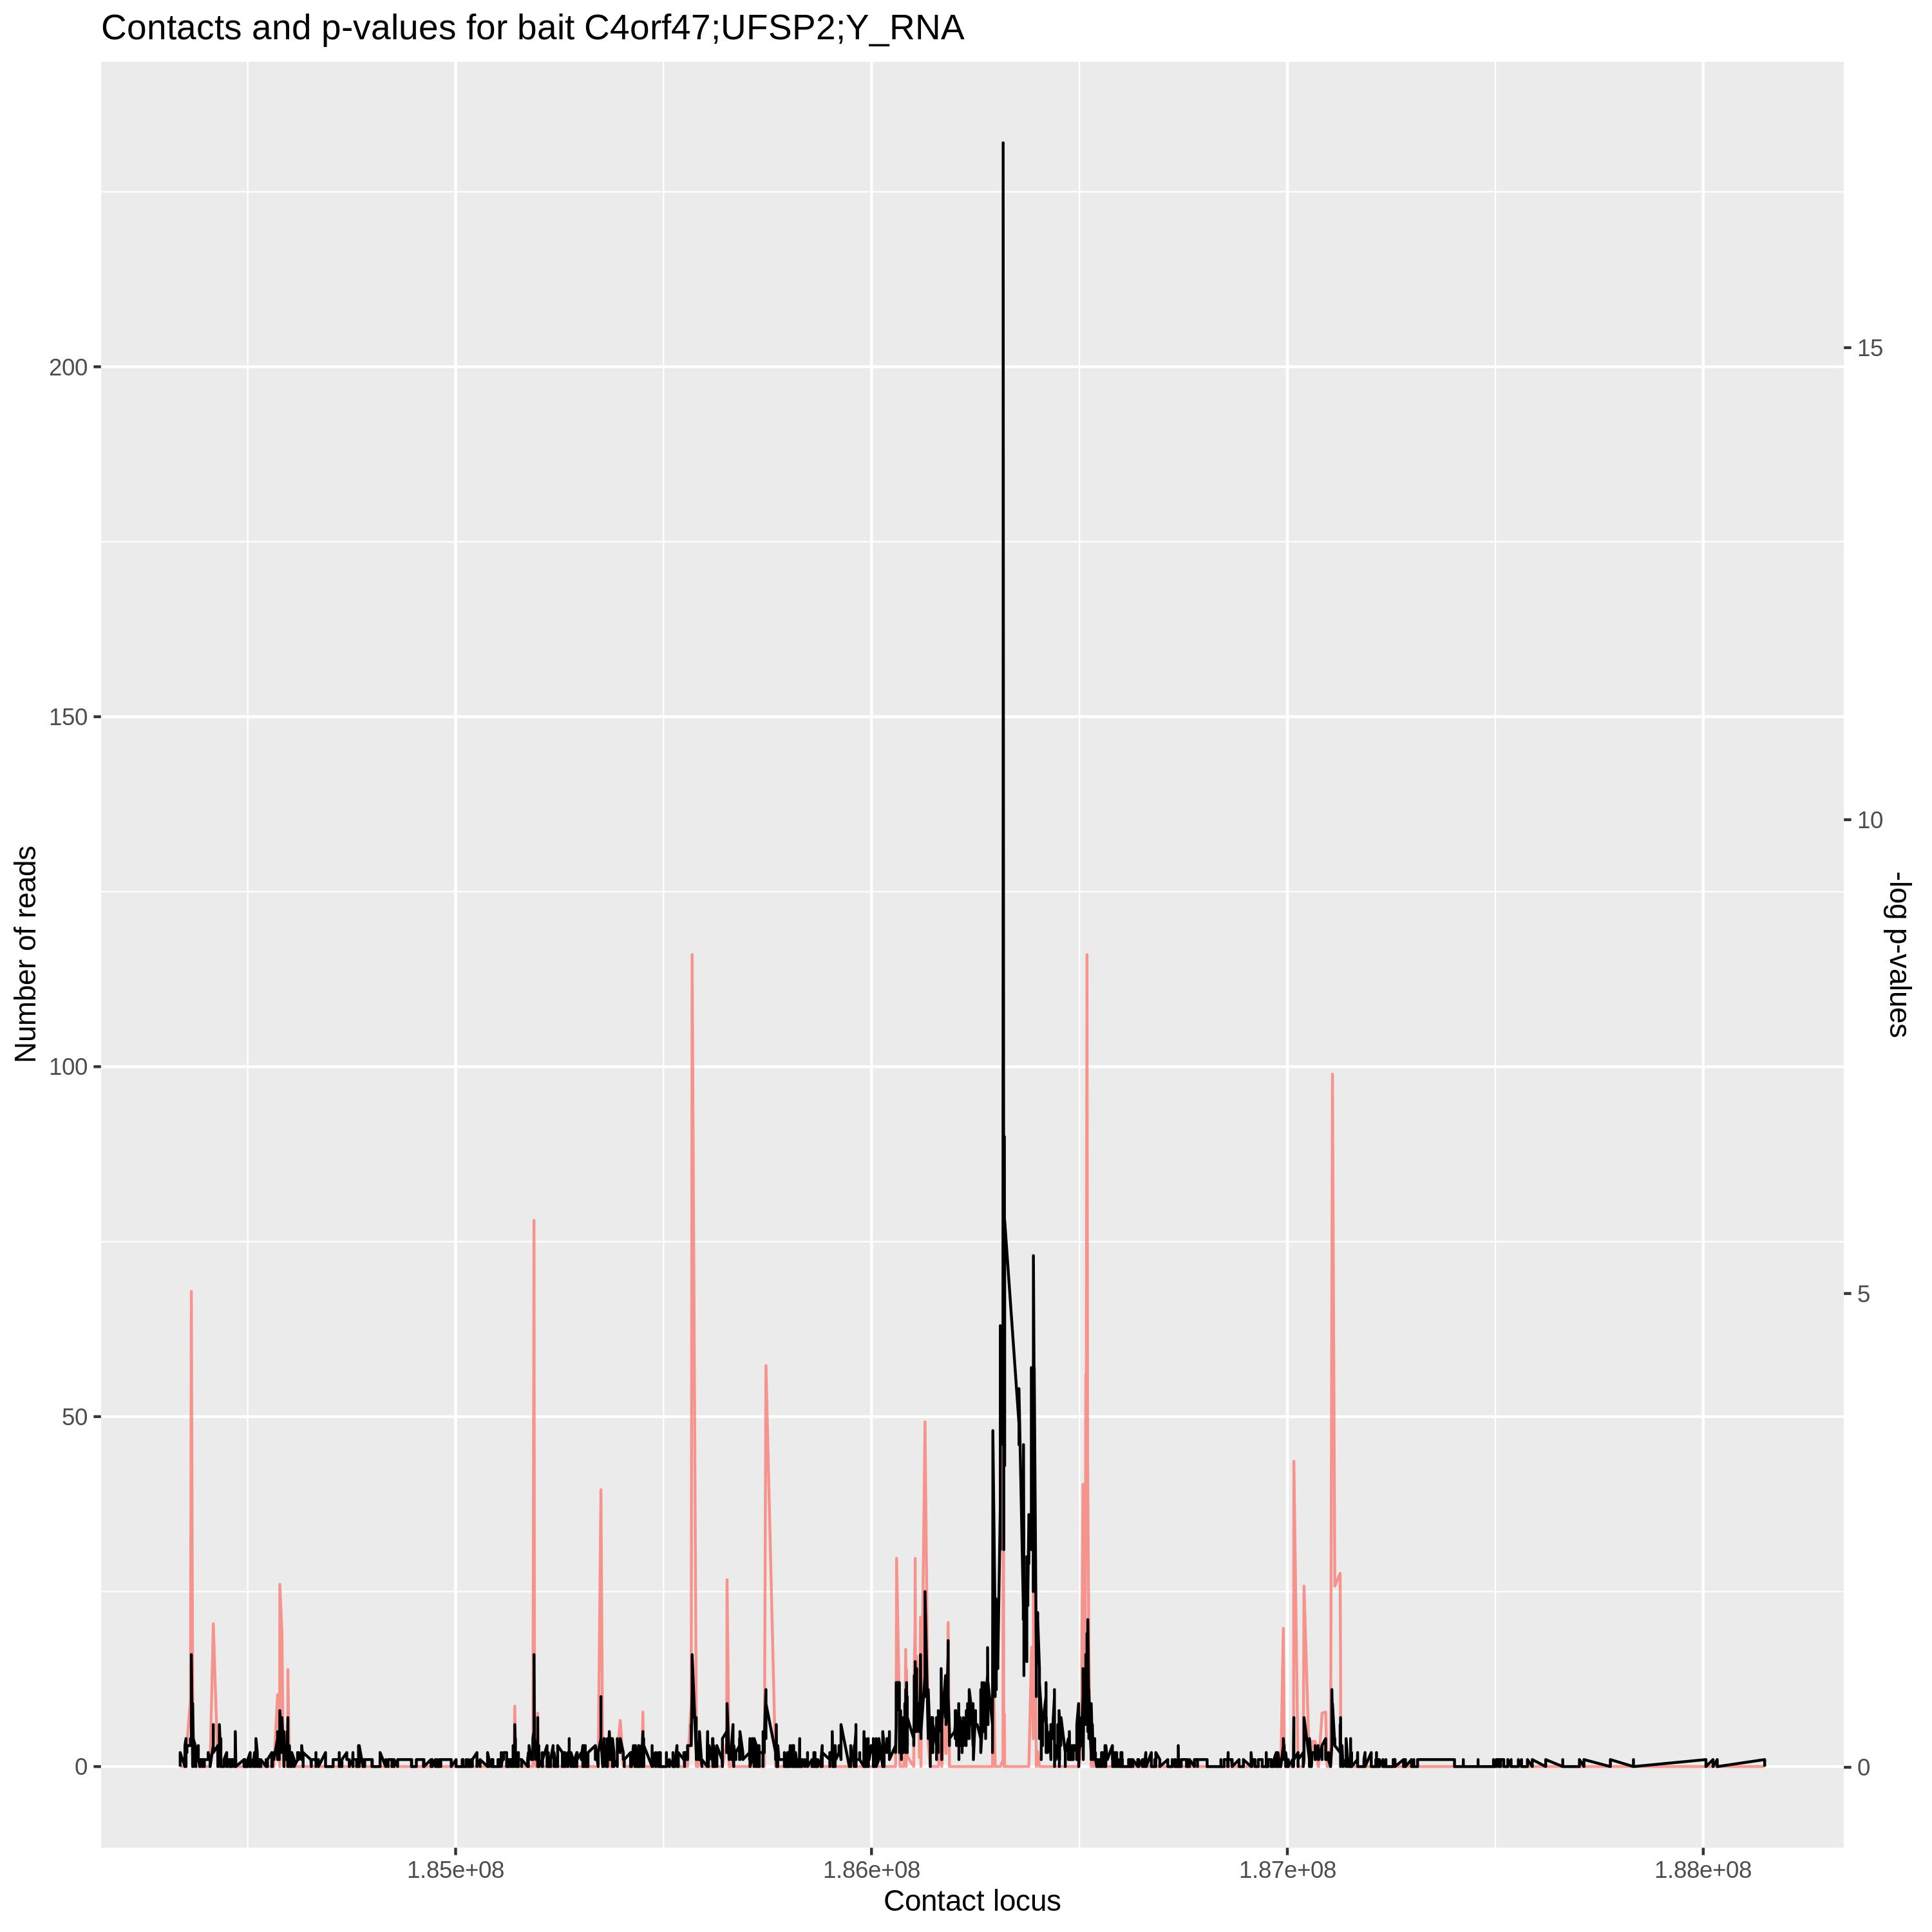 Contacts and p-values for bait C4orf47;UFSP2;Y_RNA
200
150
100
50
0
Number of reads
15
10
5
0
-log p-values
1.85e+08
1.86e+08
1.87e+08
1.88e+08
Contact locus